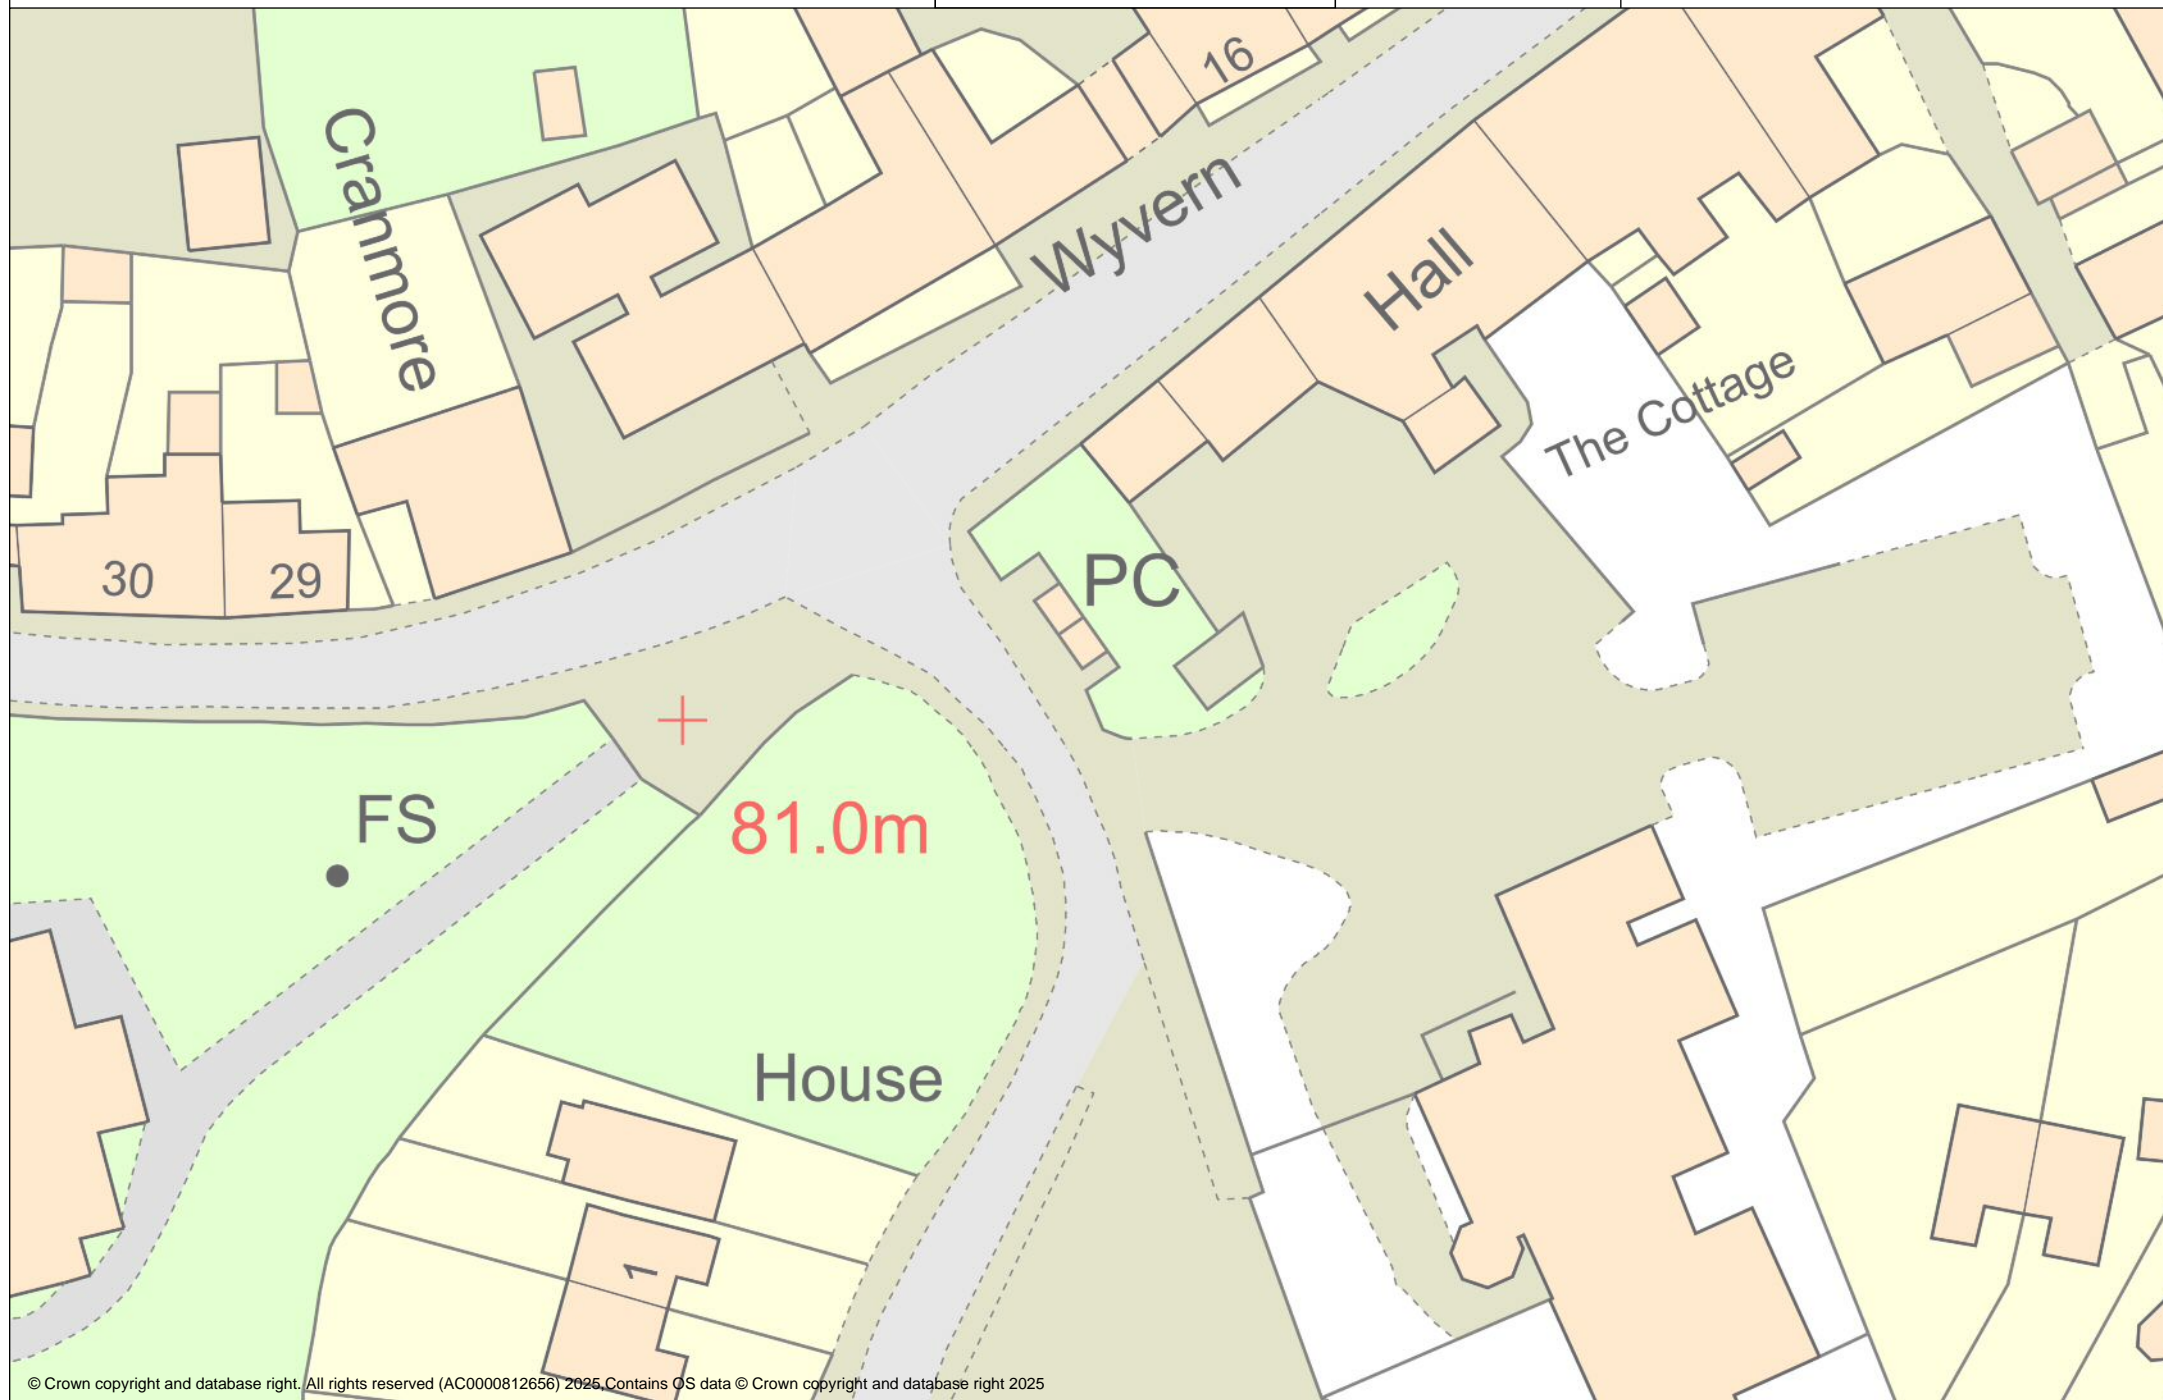 16
Cranmore
Wyvern
Hall
The Cottage
30
29
PC
FS
81.0m
House
1
© Crown copyright and database right. All rights reserved (AC0000812656) 2025,Contains OS data © Crown copyright and database right 2025